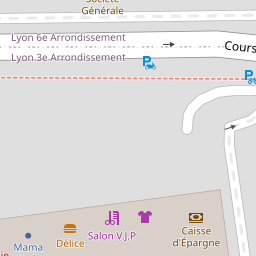 Société
Générale
Lyon 6e Arrondissement
Cours
Lyon 3e Arrondissement
P
P
Salon V.J.P
Caisse
d'Épargne
Délice
Mama